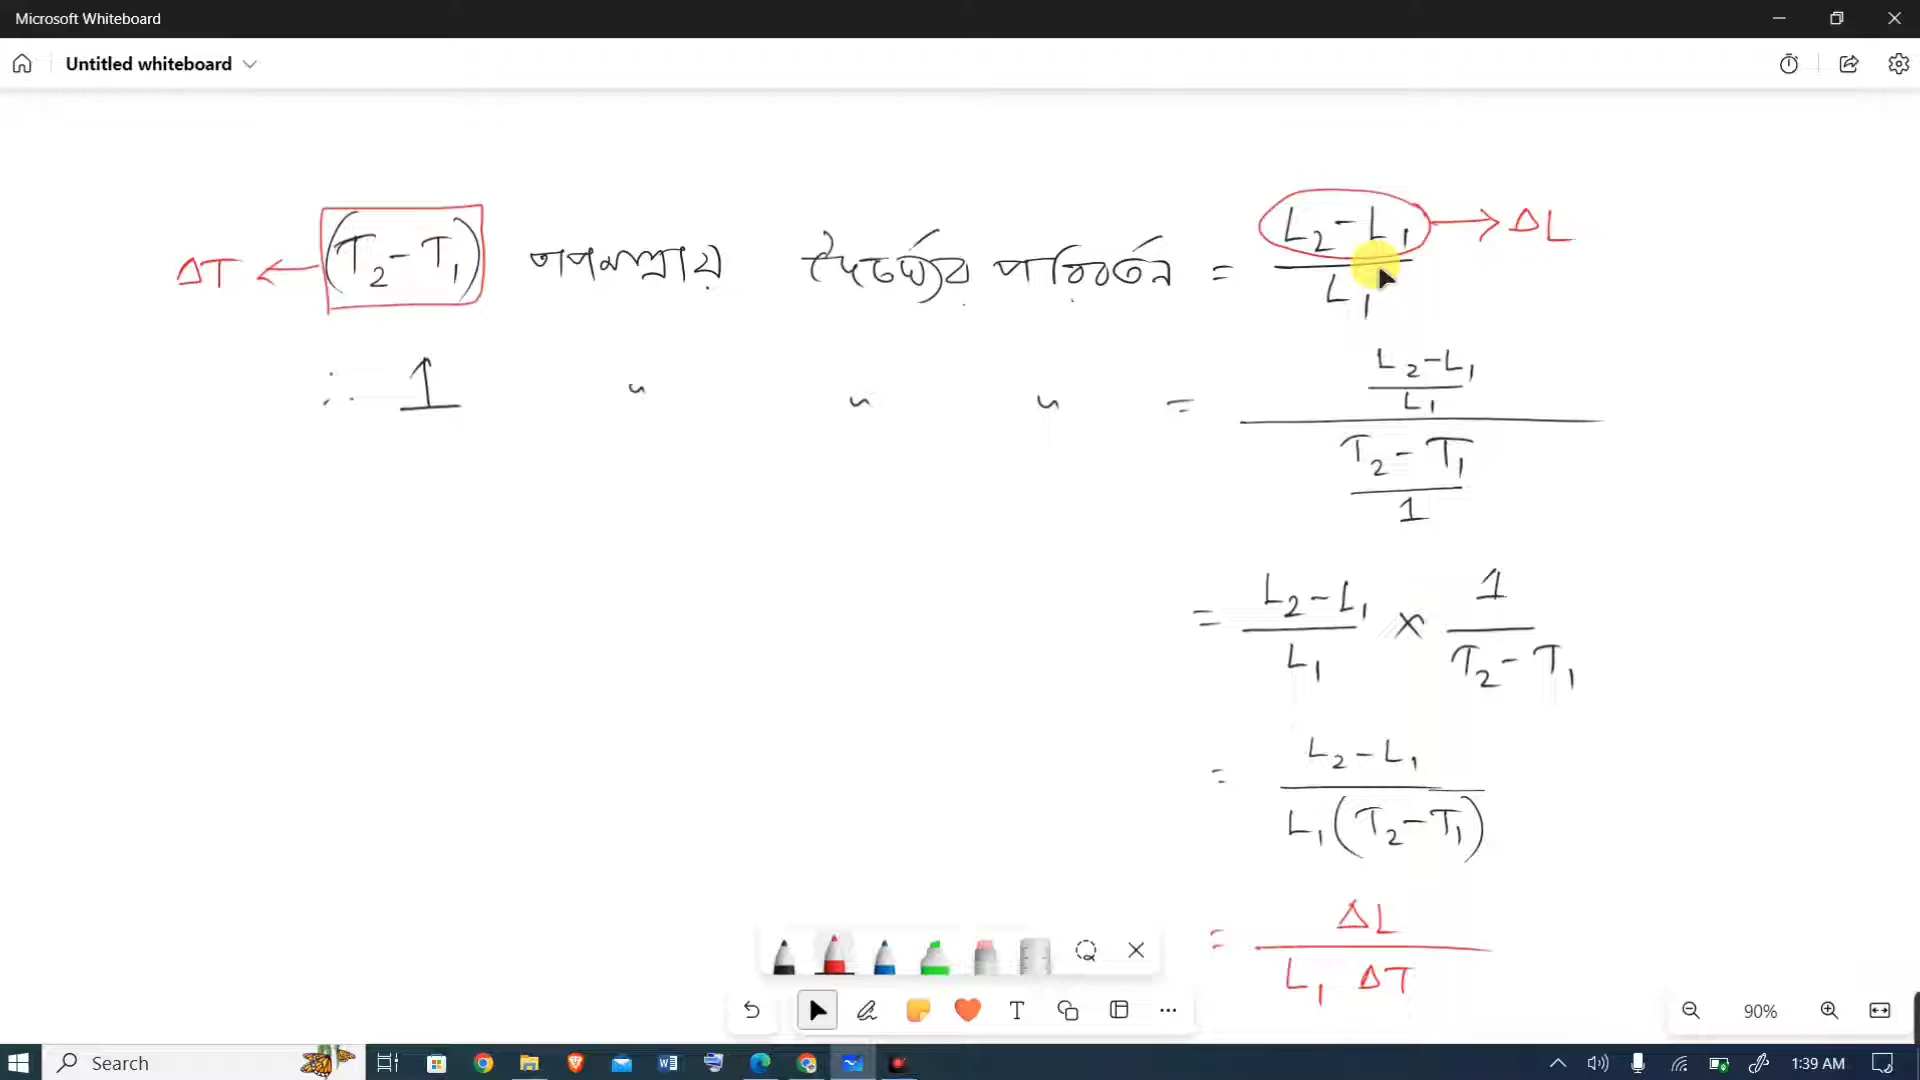 Microsoft Whiteboard
Untitled whiteboard
ΔT ← (T₂ - T₁) তাপমাত্রায় দৈর্ঘ্যের পরিবর্তন = (L₂ - L₁) / L₁ → ΔL
∴ 1 " " " = ((L₂ - L₁) / L₁) / ((T₂ - T₁) / 1)
= (L₂ - L₁) / L₁ × 1 / (T₂ - T₁)
= (L₂ - L₁) / L₁(T₂ - T₁)
= ΔL / L₁ ΔT
90%
Search
1:39 AM